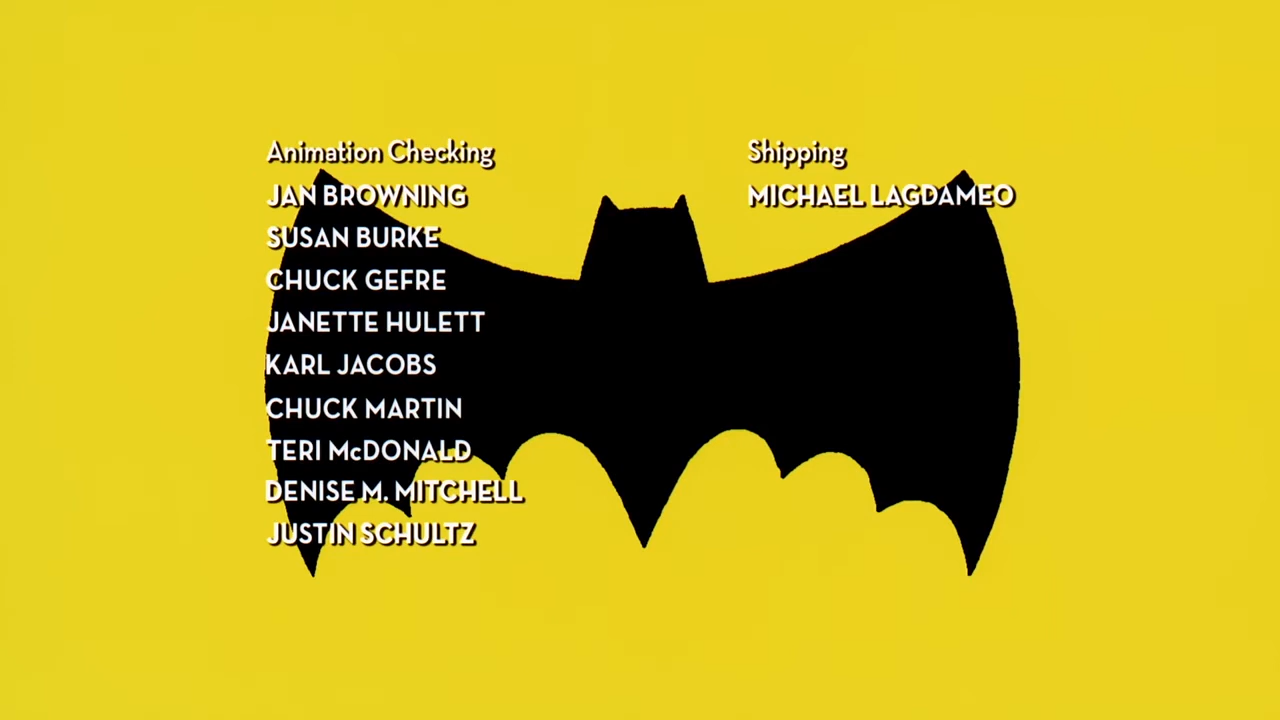 Animation Checking
JAN BROWNING
SUSAN BURKE
CHUCK GEFRE
JANETTE HULETT
KARL JACOBS
CHUCK MARTIN
TERI McDONALD
DENISE M. MITCHELL
JUSTIN SCHULTZ
Shipping
MICHAEL LAGDAMEO